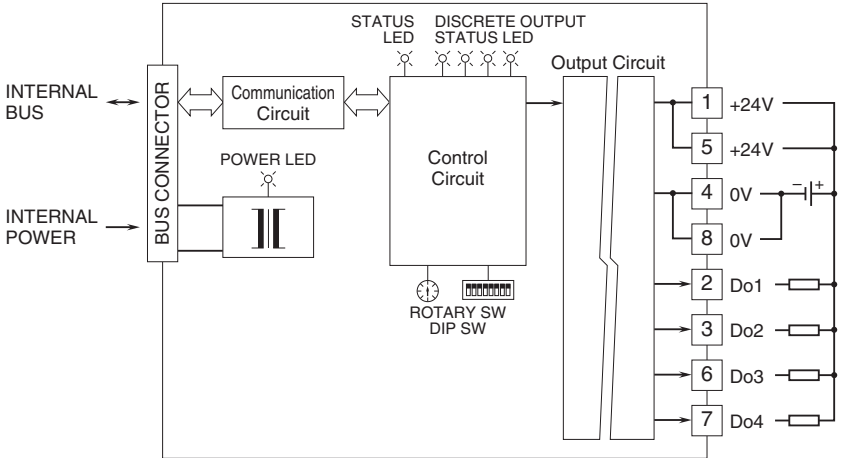 STATUS
LED
DISCRETE OUTPUT
STATUS LED
Output Circuit
INTERNAL
BUS
BUS CONNECTOR
Communication
Circuit
Control
Circuit
POWER LED
INTERNAL
POWER
ROTARY SW
DIP SW
1 +24V
5 +24V
4 0V − +
8 0V
2 Do1
3 Do2
6 Do3
7 Do4